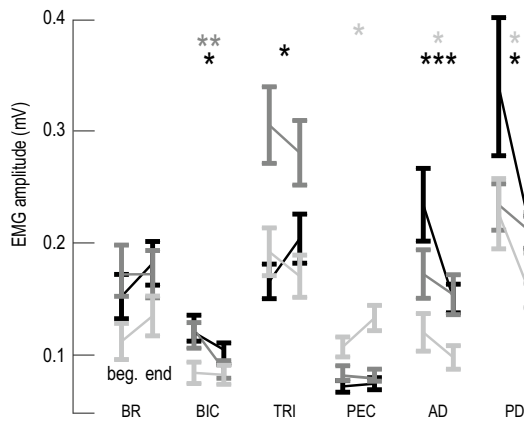 0.4
** * * * * * *
* *** *
0.3
EMG amplitude (mV)
0.2
0.1
beg. end
BR BIC TRI PEC AD PD